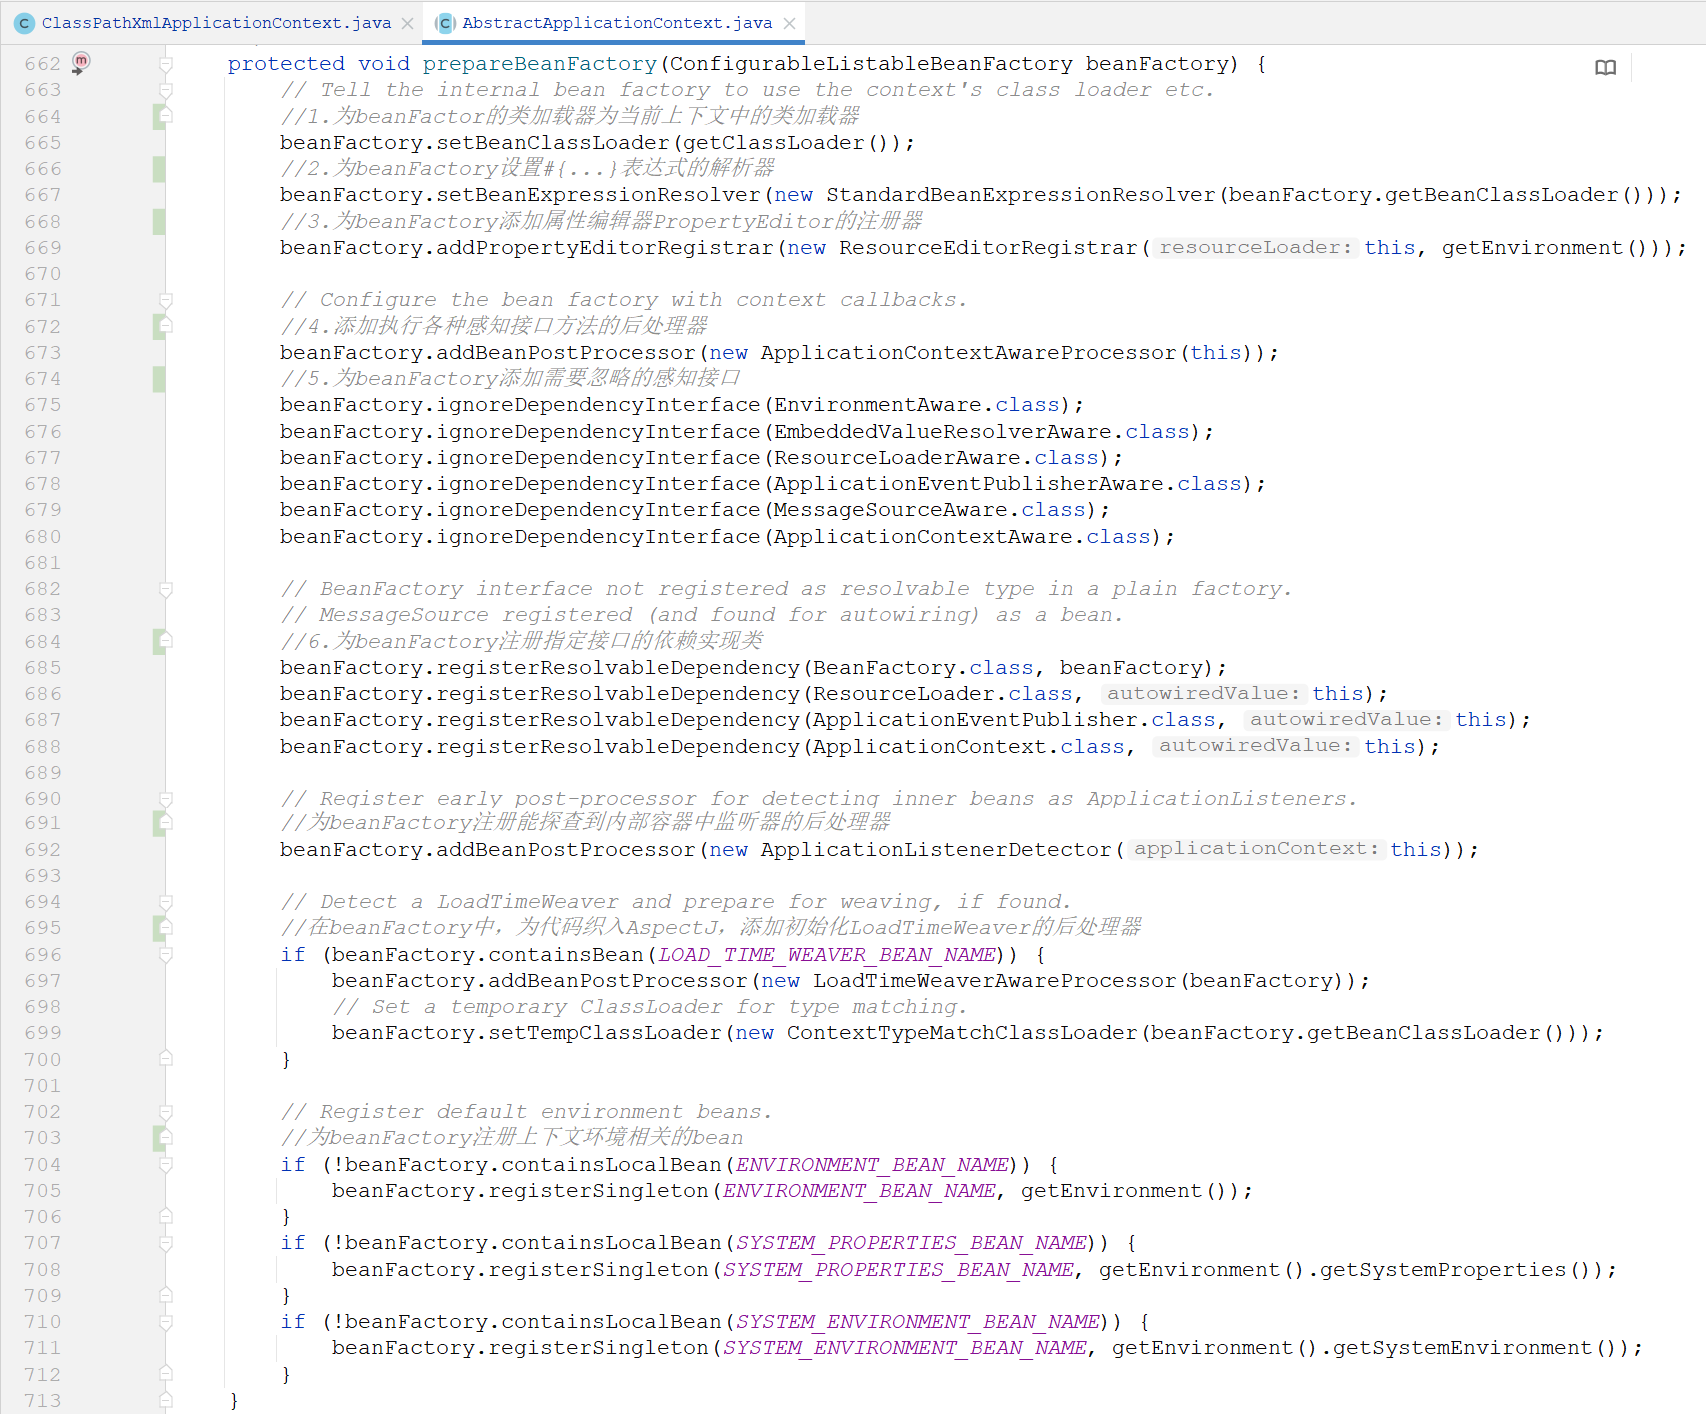 ClassPathXmlApplicationContext.java AbstractApplicationContext.java
662 protected void prepareBeanFactory(ConfigurableListableBeanFactory beanFactory) {
663 // Tell the internal bean factory to use the context's class loader etc.
664 //1.为beanFactor的类加载器为当前上下文中的类加载器
665 beanFactory.setBeanClassLoader(getClassLoader());
666 //2.为beanFactory设置#{...}表达式的解析器
667 beanFactory.setBeanExpressionResolver(new StandardBeanExpressionResolver(beanFactory.getBeanClassLoader()));
668 //3.为beanFactory添加属性编辑器PropertyEditor的注册器
669 beanFactory.addPropertyEditorRegistrar(new ResourceEditorRegistrar( resourceLoader: this, getEnvironment()));
670
671 // Configure the bean factory with context callbacks.
672 //4.添加执行各种感知接口方法的后处理器
673 beanFactory.addBeanPostProcessor(new ApplicationContextAwareProcessor(this));
674 //5.为beanFactory添加需要忽略的感知接口
675 beanFactory.ignoreDependencyInterface(EnvironmentAware.class);
676 beanFactory.ignoreDependencyInterface(EmbeddedValueResolverAware.class);
677 beanFactory.ignoreDependencyInterface(ResourceLoaderAware.class);
678 beanFactory.ignoreDependencyInterface(ApplicationEventPublisherAware.class);
679 beanFactory.ignoreDependencyInterface(MessageSourceAware.class);
680 beanFactory.ignoreDependencyInterface(ApplicationContextAware.class);
681
682 // BeanFactory interface not registered as resolvable type in a plain factory.
683 // MessageSource registered (and found for autowiring) as a bean.
684 //6.为beanFactory注册指定接口的依赖实现类
685 beanFactory.registerResolvableDependency(BeanFactory.class, beanFactory);
686 beanFactory.registerResolvableDependency(ResourceLoader.class, autowiredValue: this);
687 beanFactory.registerResolvableDependency(ApplicationEventPublisher.class, autowiredValue: this);
688 beanFactory.registerResolvableDependency(ApplicationContext.class, autowiredValue: this);
689
690 // Register early post-processor for detecting inner beans as ApplicationListeners.
691 //为beanFactory注册能探查到内部容器中监听器的后处理器
692 beanFactory.addBeanPostProcessor(new ApplicationListenerDetector( applicationContext: this));
693
694 // Detect a LoadTimeWeaver and prepare for weaving, if found.
695 //在beanFactory中，为代码织入AspectJ，添加初始化LoadTimeWeaver的后处理器
696 if (beanFactory.containsBean(LOAD_TIME_WEAVER_BEAN_NAME)) {
697 beanFactory.addBeanPostProcessor(new LoadTimeWeaverAwareProcessor(beanFactory));
698 // Set a temporary ClassLoader for type matching.
699 beanFactory.setTempClassLoader(new ContextTypeMatchClassLoader(beanFactory.getBeanClassLoader()));
700 }
701
702 // Register default environment beans.
703 //为beanFactory注册上下文环境相关的bean
704 if (!beanFactory.containsLocalBean(ENVIRONMENT_BEAN_NAME)) {
705 beanFactory.registerSingleton(ENVIRONMENT_BEAN_NAME, getEnvironment());
706 }
707 if (!beanFactory.containsLocalBean(SYSTEM_PROPERTIES_BEAN_NAME)) {
708 beanFactory.registerSingleton(SYSTEM_PROPERTIES_BEAN_NAME, getEnvironment().getSystemProperties());
709 }
710 if (!beanFactory.containsLocalBean(SYSTEM_ENVIRONMENT_BEAN_NAME)) {
711 beanFactory.registerSingleton(SYSTEM_ENVIRONMENT_BEAN_NAME, getEnvironment().getSystemEnvironment());
712 }
713 }